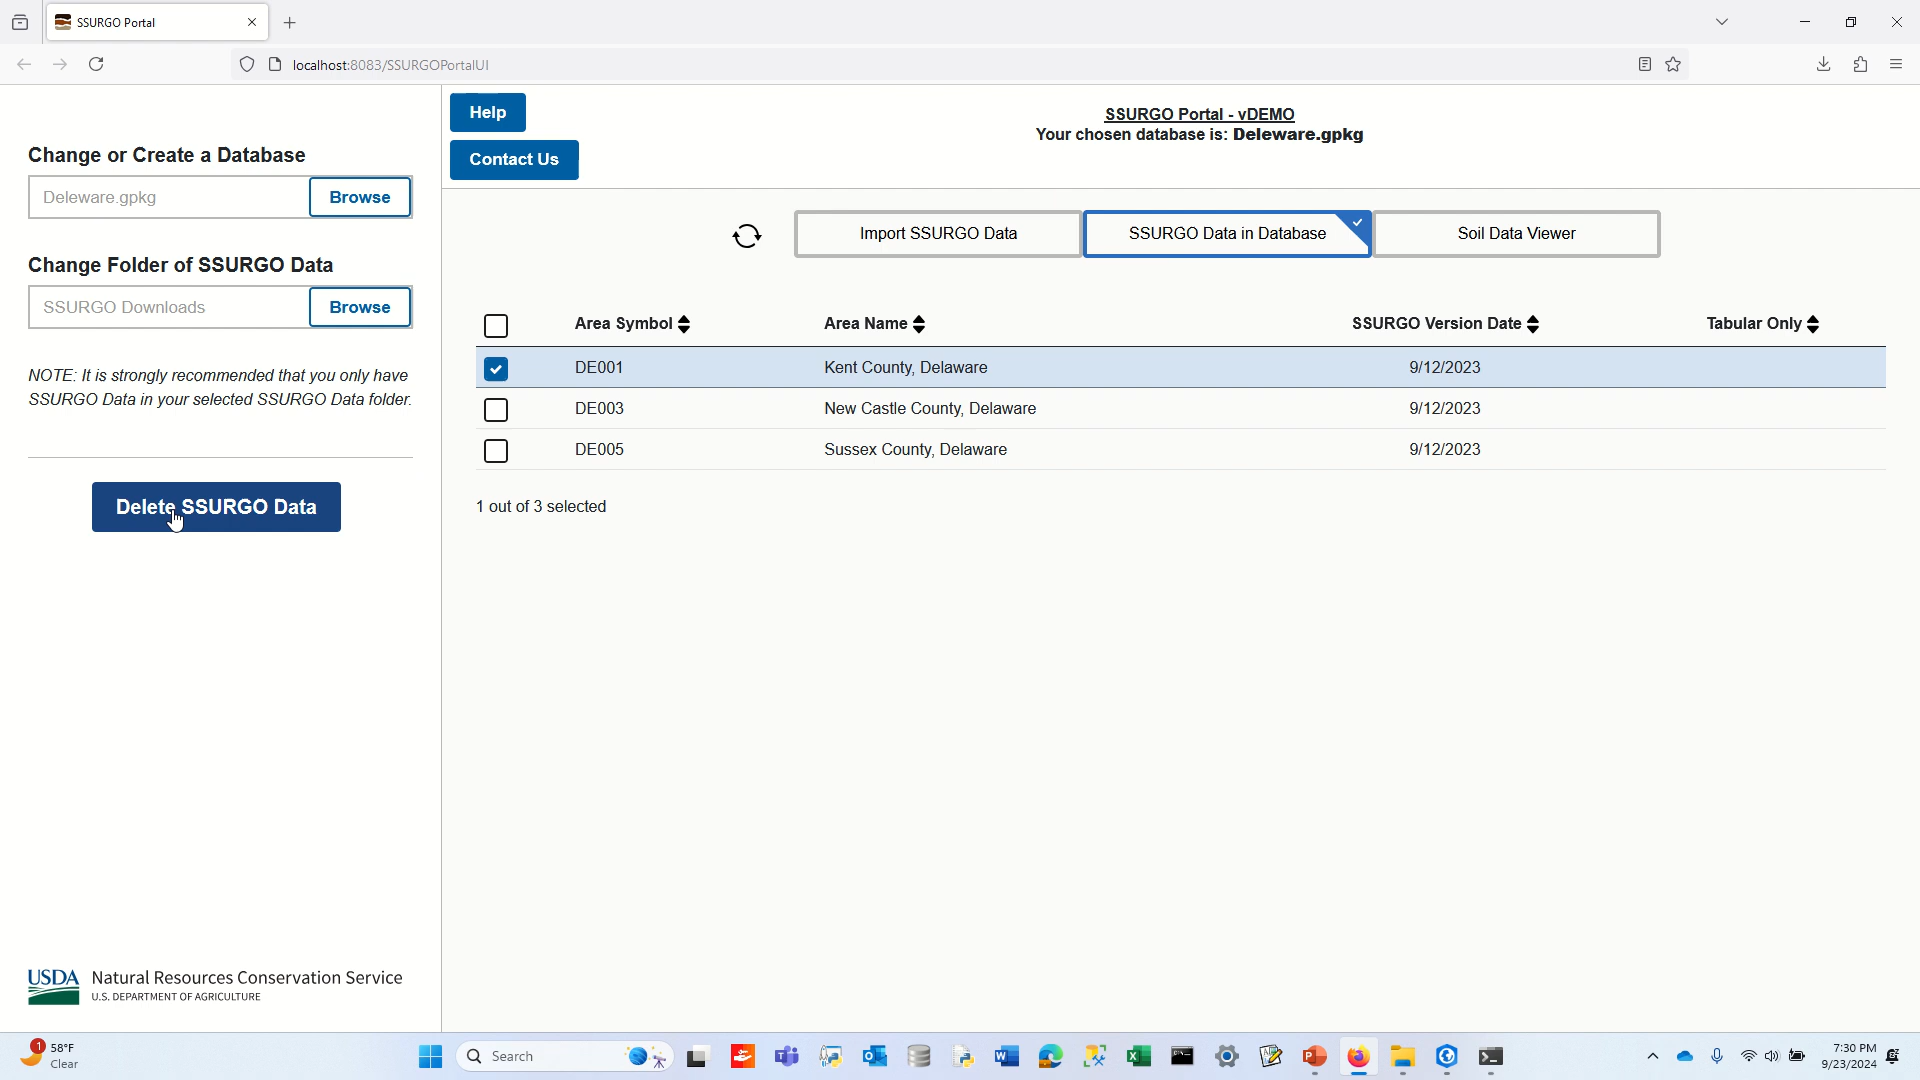 SSURGO Portal
localhost:8083/SSURGOPortalUI
Help
Contact Us
SSURGO Portal - vDEMO
Your chosen database is: Deleware.gpkg
Change or Create a Database
Deleware.gpkg
Browse
Change Folder of SSURGO Data
SSURGO Downloads
Browse
NOTE: It is strongly recommended that you only have
SSURGO Data in your selected SSURGO Data folder.
Delete SSURGO Data
Import SSURGO Data
SSURGO Data in Database
Soil Data Viewer
Area Symbol Area Name SSURGO Version Date Tabular Only
DE001 Kent County, Delaware 9/12/2023
DE003 New Castle County, Delaware 9/12/2023
DE005 Sussex County, Delaware 9/12/2023
1 out of 3 selected
USDA Natural Resources Conservation Service
U.S. DEPARTMENT OF AGRICULTURE
1
58°F
Clear
Search
7:30 PM
9/23/2024